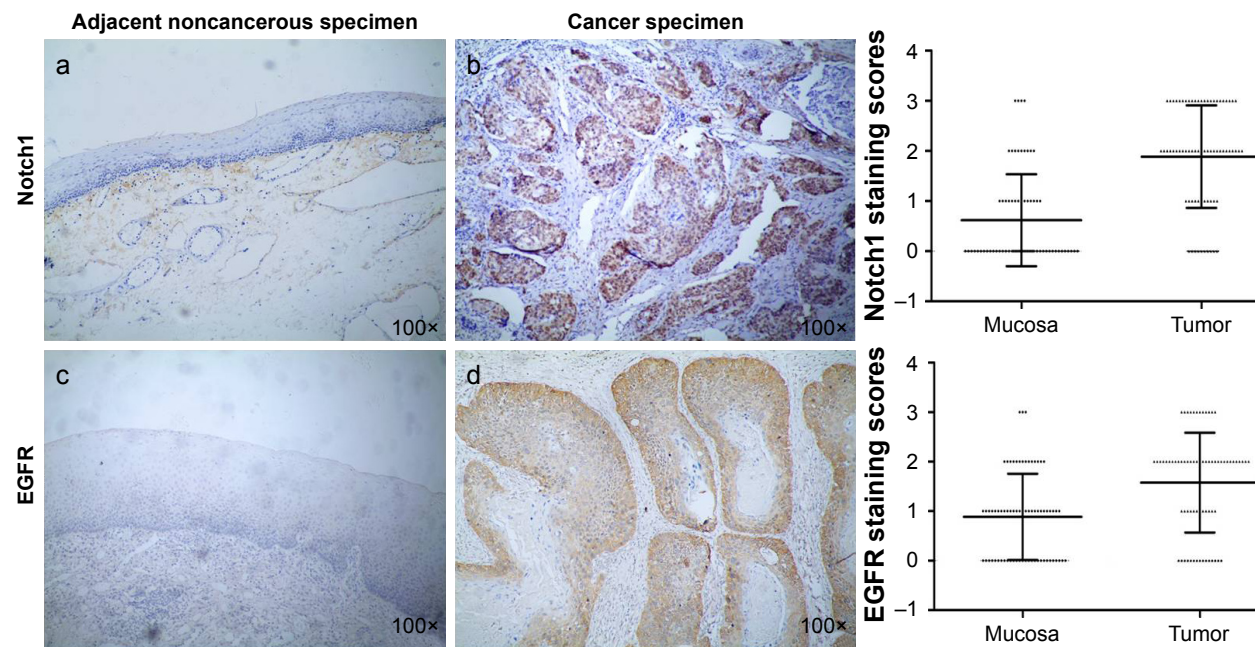 Adjacent noncancerous specimen
Cancer specimen
Notch1
a
100×
b
100×
Notch1 staining scores
4
3
2
1
0
–1
Mucosa
Tumor
EGFR
c
100×
d
100×
EGFR staining scores
4
3
2
1
0
–1
Mucosa
Tumor